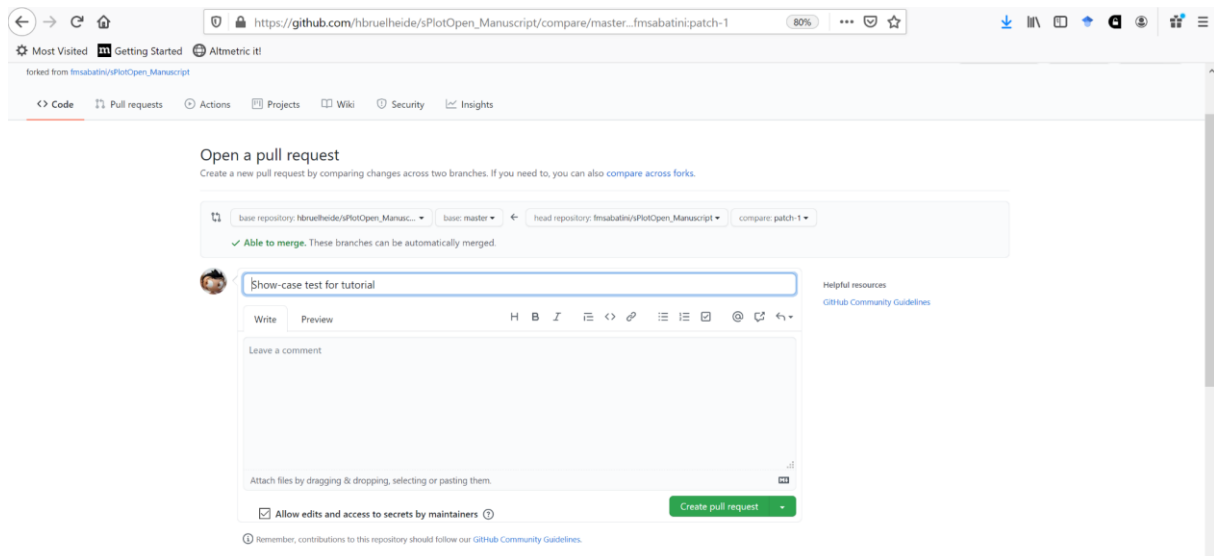 https://github.com/hbruelheide/sPlotOpen_Manuscript/compare/master...fmsabatini:patch-1
80%
Most Visited
Getting Started
Altmetric it!
forked from fmsabatini/sPlotOpen_Manuscript
Code
Pull requests
Actions
Projects
Wiki
Security
Insights
Open a pull request
Create a new pull request by comparing changes across two branches. If you need to, you can also compare across forks.
base repository: hbruelheide/sPlotOpen_Manusc...
base: master
head repository: fmsabatini/sPlotOpen_Manuscript
compare: patch-1
Able to merge. These branches can be automatically merged.
Show-case test for tutorial
Helpful resources
GitHub Community Guidelines
Write
Preview
H B I
Leave a comment
Attach files by dragging & dropping, selecting or pasting them.
Create pull request
Allow edits and access to secrets by maintainers
Remember, contributions to this repository should follow our GitHub Community Guidelines.